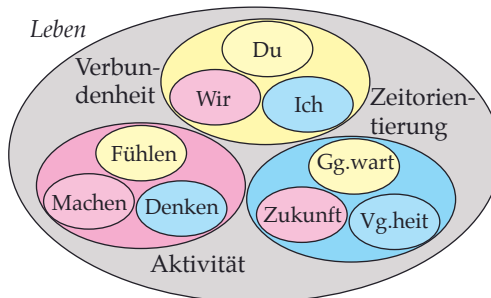 Leben
Du
Verbun-
denheit
Wir
Ich
Zeitorien-
tierung
Fühlen
Gg.wart
Machen
Denken
Zukunft
Vg.heit
Aktivität